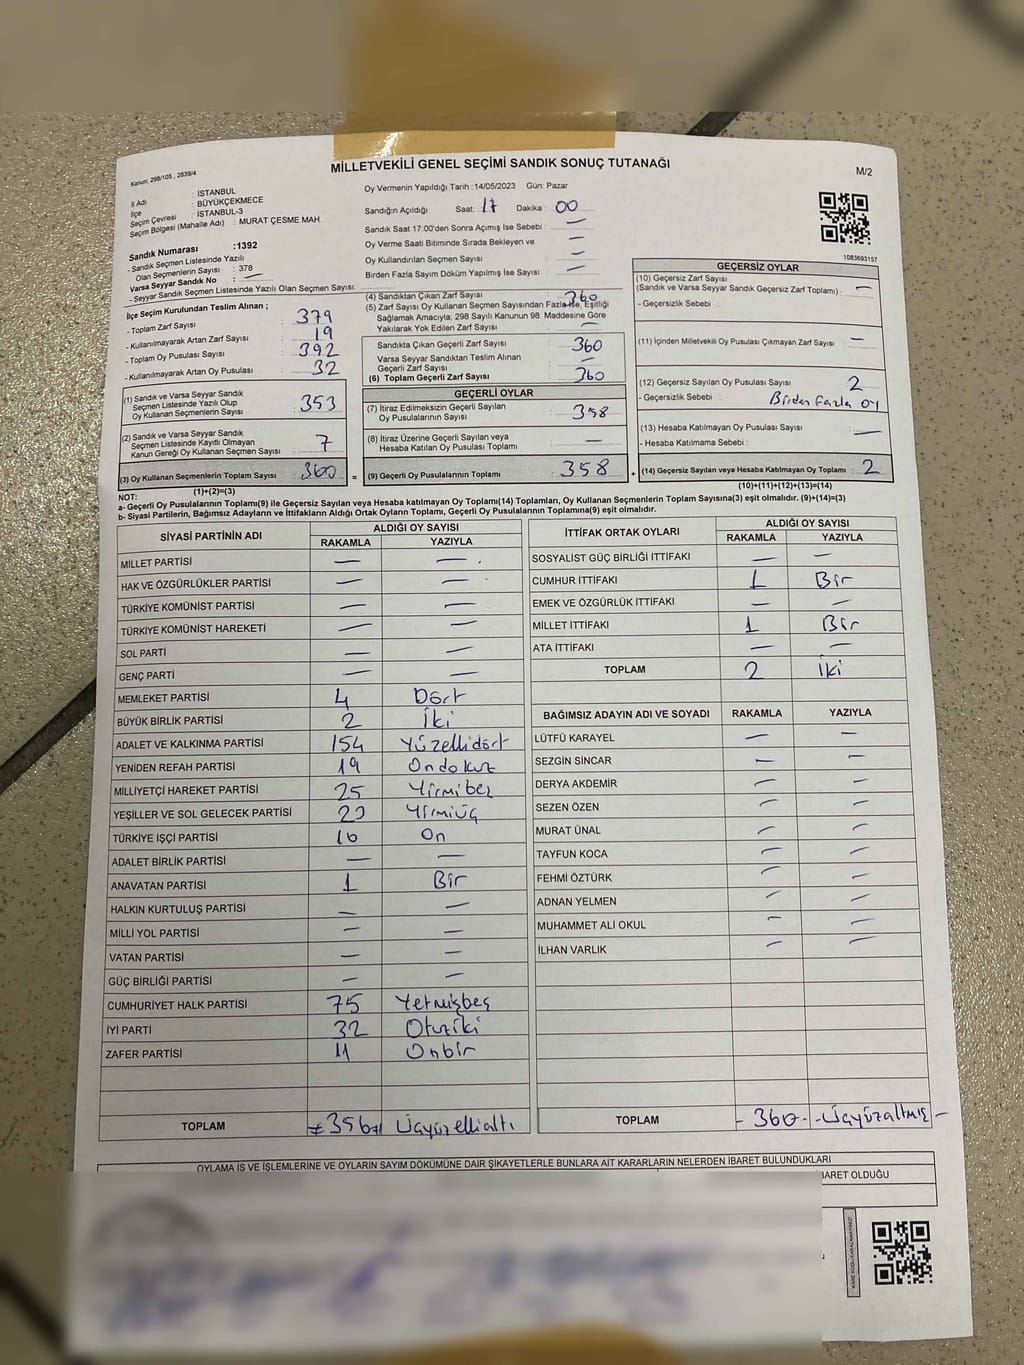 MİLLETVEKİLİ GENEL SEÇİMİ SANDIK SONUÇ TUTANAĞI
Kanun: 298/105 , 2839/4
M/2
İl Adı : İSTANBUL
İlçe : BÜYÜKÇEKMECE
Seçim Çevresi : İSTANBUL-3
Seçim Bölgesi (Mahalle Adı) : MURAT ÇESME MAH.
Sandık Numarası :1392
- Sandık Seçmen Listesinde Yazılı
Olan Seçmenlerin Sayısı : 378
Varsa Seyyar Sandık No : —
- Seyyar Sandık Seçmen Listesinde Yazılı Olan Seçmen Sayısı:
Oy Vermenin Yapıldığı Tarih :14/05/2023 Gün: Pazar
Sandığın Açıldığı Saat: 17 Dakika : 00
Sandık Saat 17:00'den Sonra Açımış İse Sebebi : —
Oy Verme Saati Bitiminde Sırada Bekleyen ve
Oy Kullandırılan Seçmen Sayısı : —
Birden Fazla Sayım Döküm Yapılmış İse Sayısı : —
1083693157
İlçe Seçim Kurulundan Teslim Alınan ;
- Toplam Zarf Sayısı : 379
- Kullanılmayarak Artan Zarf Sayısı : 19
- Toplam Oy Pusulası Sayısı : 392
- Kullanılmayarak Artan Oy Pusulası : 32
(1) Sandık ve Varsa Seyyar Sandık
Seçmen Listesinde Yazılı Olup
Oy Kullanan Seçmenlerin Sayısı : 353
(2) Sandık ve Varsa Seyyar Sandık
Seçmen Listesinde Kayıtlı Olmayan
Kanun Gereği Oy Kullanan Seçmen Sayısı : 7
(3) Oy Kullanan Seçmenlerin Toplam Sayısı : 360
(1)+(2)=(3)
(4) Sandıktan Çıkan Zarf Sayısı : 360
(5) Zarf Sayısı Oy Kullanan Seçmen Sayısından Fazla İse, Eşitliği
Sağlamak Amacıyla; 298 Sayılı Kanunun 98. Maddesine Göre
Yakılarak Yok Edilen Zarf Sayısı : —
Sandıkta Çıkan Geçerli Zarf Sayısı : 360
Varsa Seyyar Sandıktan Teslim Alınan
Geçerli Zarf Sayısı : —
(6) Toplam Geçerli Zarf Sayısı : 360
GEÇERLİ OYLAR
(7) İtiraz Edilmeksizin Geçerli Sayılan
Oy Pusulalarının Sayısı : 358
(8) İtiraz Üzerine Geçerli Sayılan veya
Hesaba Katılan Oy Pusulası Toplamı : —
= (9) Geçerli Oy Pusulalarının Toplamı : 358 +
GEÇERSİZ OYLAR
(10) Geçersiz Zarf Sayısı
(Sandık ve Varsa Seyyar Sandık Geçersiz Zarf Toplamı) : —
- Geçersizlik Sebebi :
(11) İçinden Milletvekili Oy Pusulası Çıkmayan Zarf Sayısı : —
(12) Geçersiz Sayılan Oy Pusulası Sayısı : 2
- Geçersizlik Sebebi : Birden Fazla oy
(13) Hesaba Katılmayan Oy Pusulası Sayısı : —
- Hesaba Katılmama Sebebi :
(14) Geçersiz Sayılan veya Hesaba Katılmayan Oy Toplamı : 2
(10)+(11)+(12)+(13)=(14)
NOT:
a- Geçerli Oy Pusulalarının Toplamı(9) ile Geçersiz Sayılan veya Hesaba katılmayan Oy Toplamı(14) Toplamları, Oy Kullanan Seçmenlerin Toplam Sayısına(3) eşit olmalıdır. (9)+(14)=(3)
b- Siyasi Partilerin, Bağımsız Adayların ve İttifakların Aldığı Ortak Oyların Toplamı, Geçerli Oy Pusulalarının Toplamına(9) eşit olmalıdır.
SİYASİ PARTİNİN ADI ALDIĞI OY SAYISI
RAKAMLA YAZIYLA
MİLLET PARTİSİ — —
HAK VE ÖZGÜRLÜKLER PARTİSİ — —
TÜRKİYE KOMÜNİST PARTİSİ — —
TÜRKİYE KOMÜNİST HAREKETİ — —
SOL PARTİ — —
GENÇ PARTİ — —
MEMLEKET PARTİSİ 4 Dört
BÜYÜK BİRLİK PARTİSİ 2 İki
ADALET VE KALKINMA PARTİSİ 154 Yüzellidört
YENİDEN REFAH PARTİSİ 19 Ondokuz
MİLLİYETÇİ HAREKET PARTİSİ 25 Yirmibeş
YEŞİLLER VE SOL GELECEK PARTİSİ 23 Yirmiüç
TÜRKİYE İŞÇİ PARTİSİ 10 On
ADALET BİRLİK PARTİSİ — —
ANAVATAN PARTİSİ 1 Bir
HALKIN KURTULUŞ PARTİSİ — —
MİLLİ YOL PARTİSİ — —
VATAN PARTİSİ — —
GÜÇ BİRLİĞİ PARTİSİ — —
CUMHURİYET HALK PARTİSİ 75 Yetmişbeş
İYİ PARTİ 32 Otuziki
ZAFER PARTİSİ 11 Onbir
TOPLAM 356 Üçyüzellialtı
İTTİFAK ORTAK OYLARI ALDIĞI OY SAYISI
RAKAMLA YAZIYLA
SOSYALİST GÜÇ BİRLİĞİ İTTİFAKI — —
CUMHUR İTTİFAKI 1 Bir
EMEK VE ÖZGÜRLÜK İTTİFAKI — —
MİLLET İTTİFAKI 1 Bir
ATA İTTİFAKI — —
TOPLAM 2 İki
BAĞIMSIZ ADAYIN ADI VE SOYADI RAKAMLA YAZIYLA
LÜTFÜ KARAYEL — —
SEZGİN SİNCAR — —
DERYA AKDEMİR — —
SEZEN ÖZEN — —
MURAT ÜNAL — —
TAYFUN KOCA — —
FEHMİ ÖZTÜRK — —
ADNAN YELMEN — —
MUHAMMET ALİ OKUL — —
İLHAN VARLIK — —
TOPLAM - 360 - - Üçyüzaltmış -
OYLAMA İŞ VE İŞLEMLERİNE VE OYLARIN SAYIM DÖKÜMÜNE DAİR ŞİKAYETLERLE BUNLARA AİT KARARLARIN NELERDEN İBARET BULUNDUKLARI
İBARET OLDUĞU